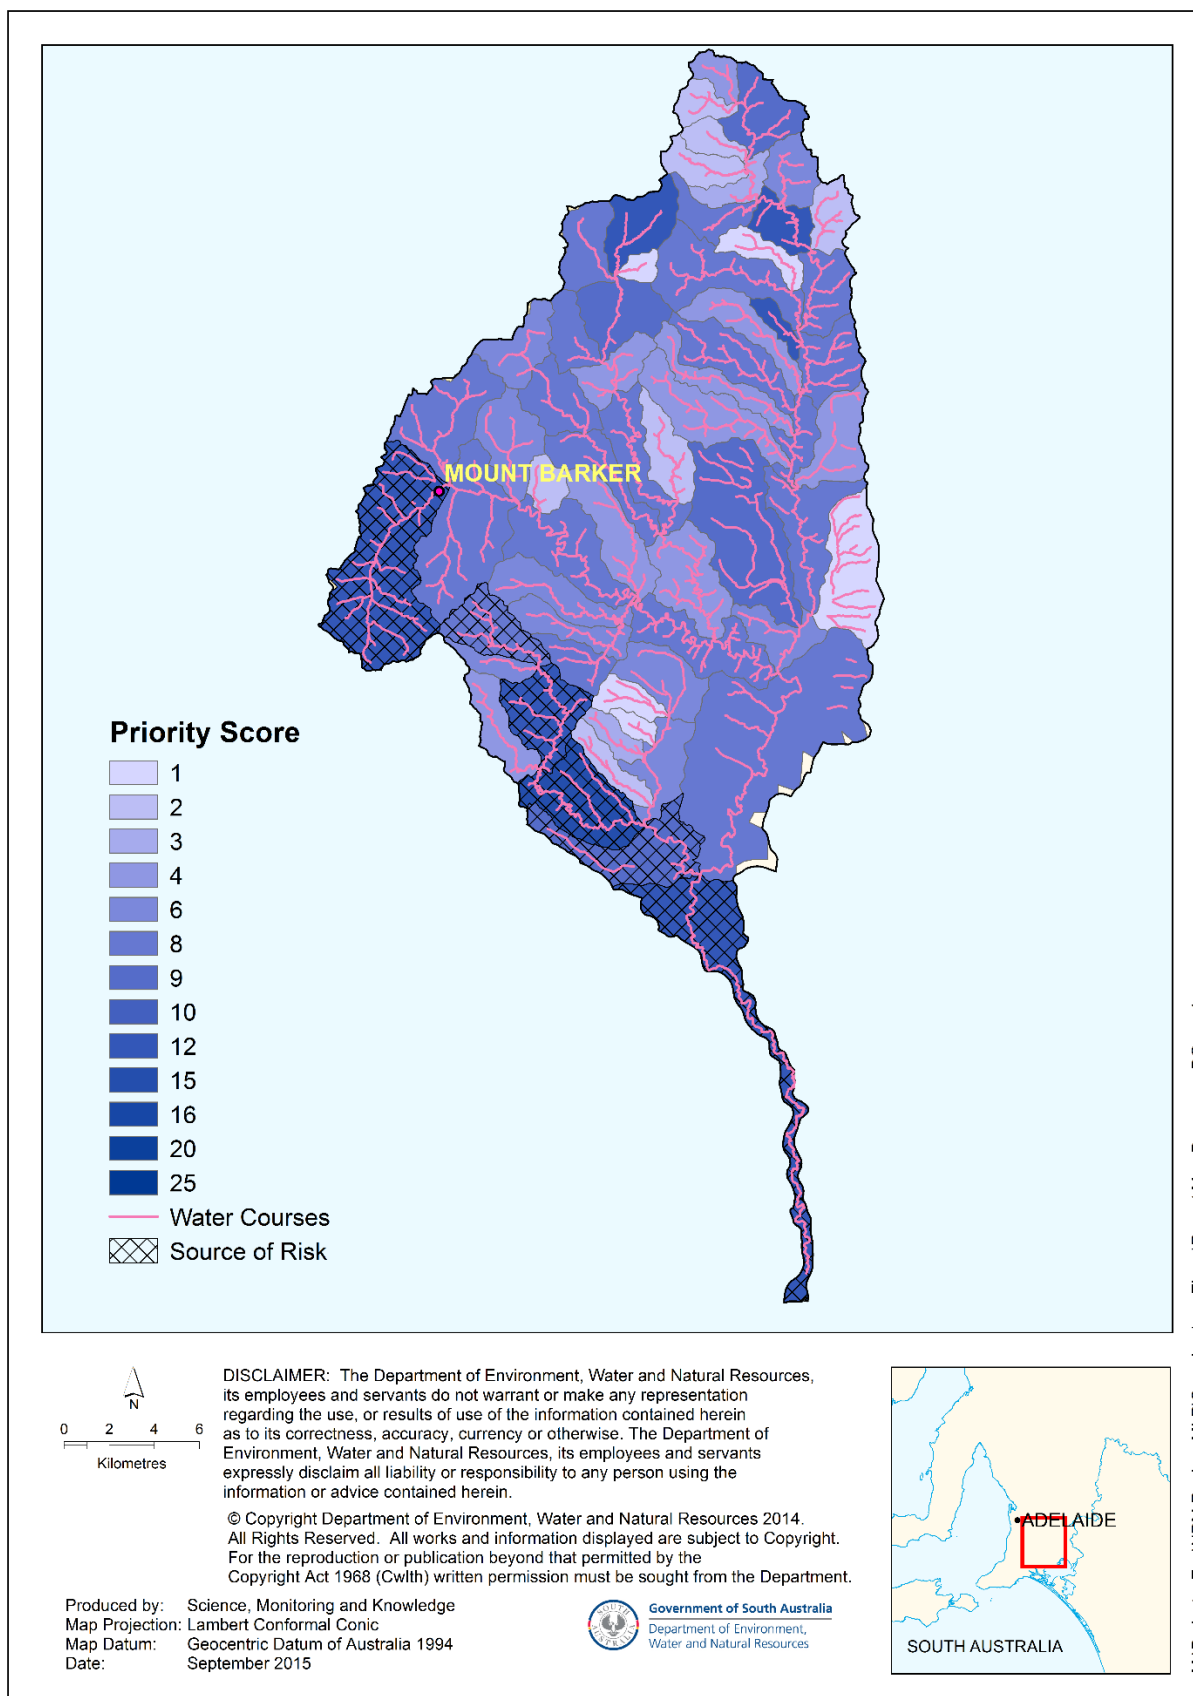 MOUNT BARKER
Priority Score
1
2
3
4
6
8
9
10
12
15
16
20
25
Water Courses
Source of Risk
N
0 2 4 6
Kilometres
DISCLAIMER: The Department of Environment, Water and Natural Resources,
its employees and servants do not warrant or make any representation
regarding the use, or results of use of the information contained herein
as to its correctness, accuracy, currency or otherwise. The Department of
Environment, Water and Natural Resources, its employees and servants
expressly disclaim all liability or responsibility to any person using the
information or advice contained herein.
© Copyright Department of Environment, Water and Natural Resources 2014.
All Rights Reserved. All works and information displayed are subject to Copyright.
For the reproduction or publication beyond that permitted by the
Copyright Act 1968 (Cwlth) written permission must be sought from the Department.
Produced by: Science, Monitoring and Knowledge
Map Projection: Lambert Conformal Conic
Map Datum: Geocentric Datum of Australia 1994
Date: September 2015
SOUTH AUSTRALIA
Government of South Australia
Department of Environment,
Water and Natural Resources
ADELAIDE
SOUTH AUSTRALIA